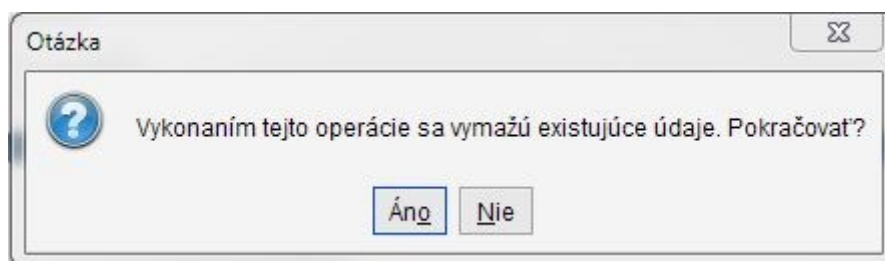 Otázka
Vykonaním tejto operácie sa vymažú existujúce údaje. Pokračovať?
Áno Nie